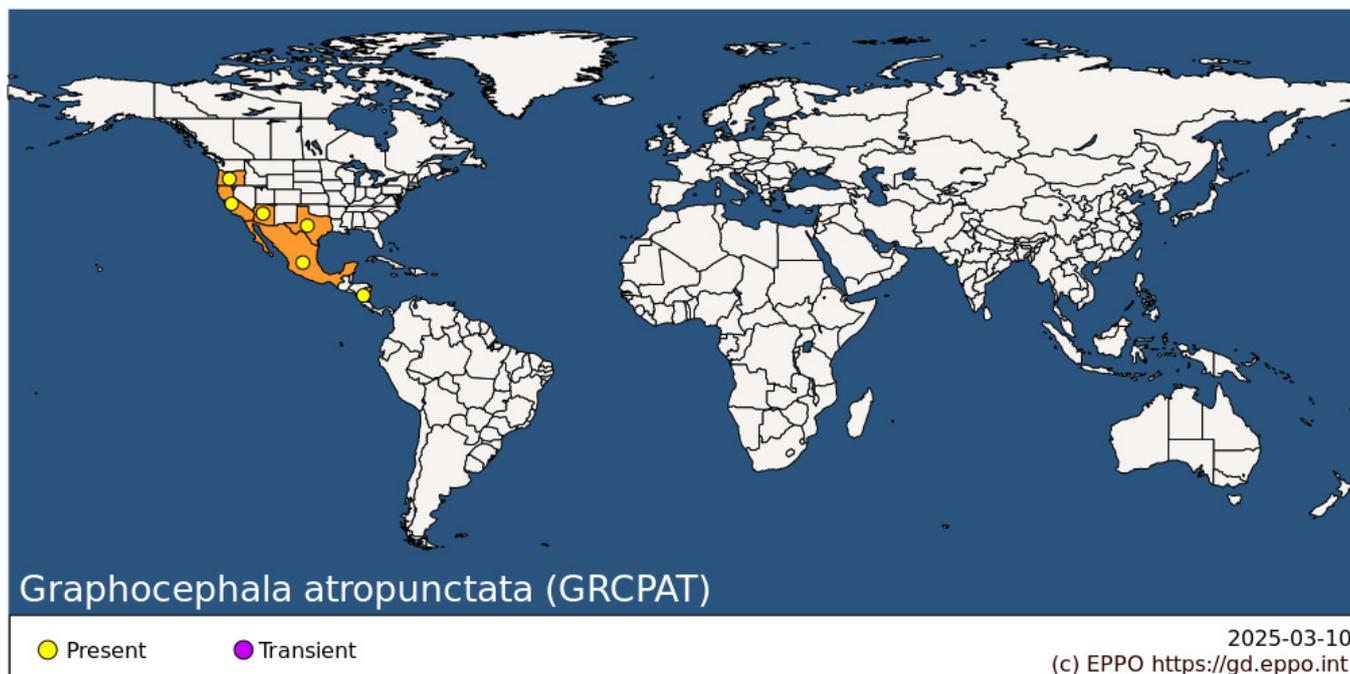 Graphocephala atropunctata (GRCPAT)
Present
Transient
2025-03-10
(c) EPPO https://gd.eppo.int